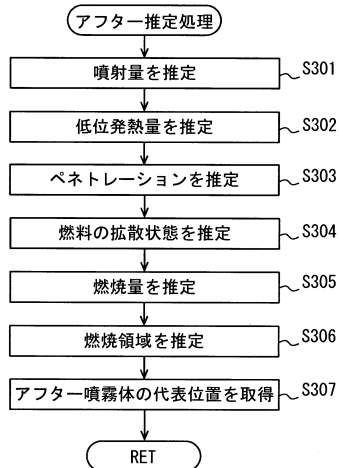 アフター推定処理
噴射量を推定 S301
低位発熱量を推定 S302
ペネトレーションを推定 S303
燃料の拡散状態を推定 S304
燃焼量を推定 S305
燃焼領域を推定 S306
アフター噴霧体の代表位置を取得 S307
RET